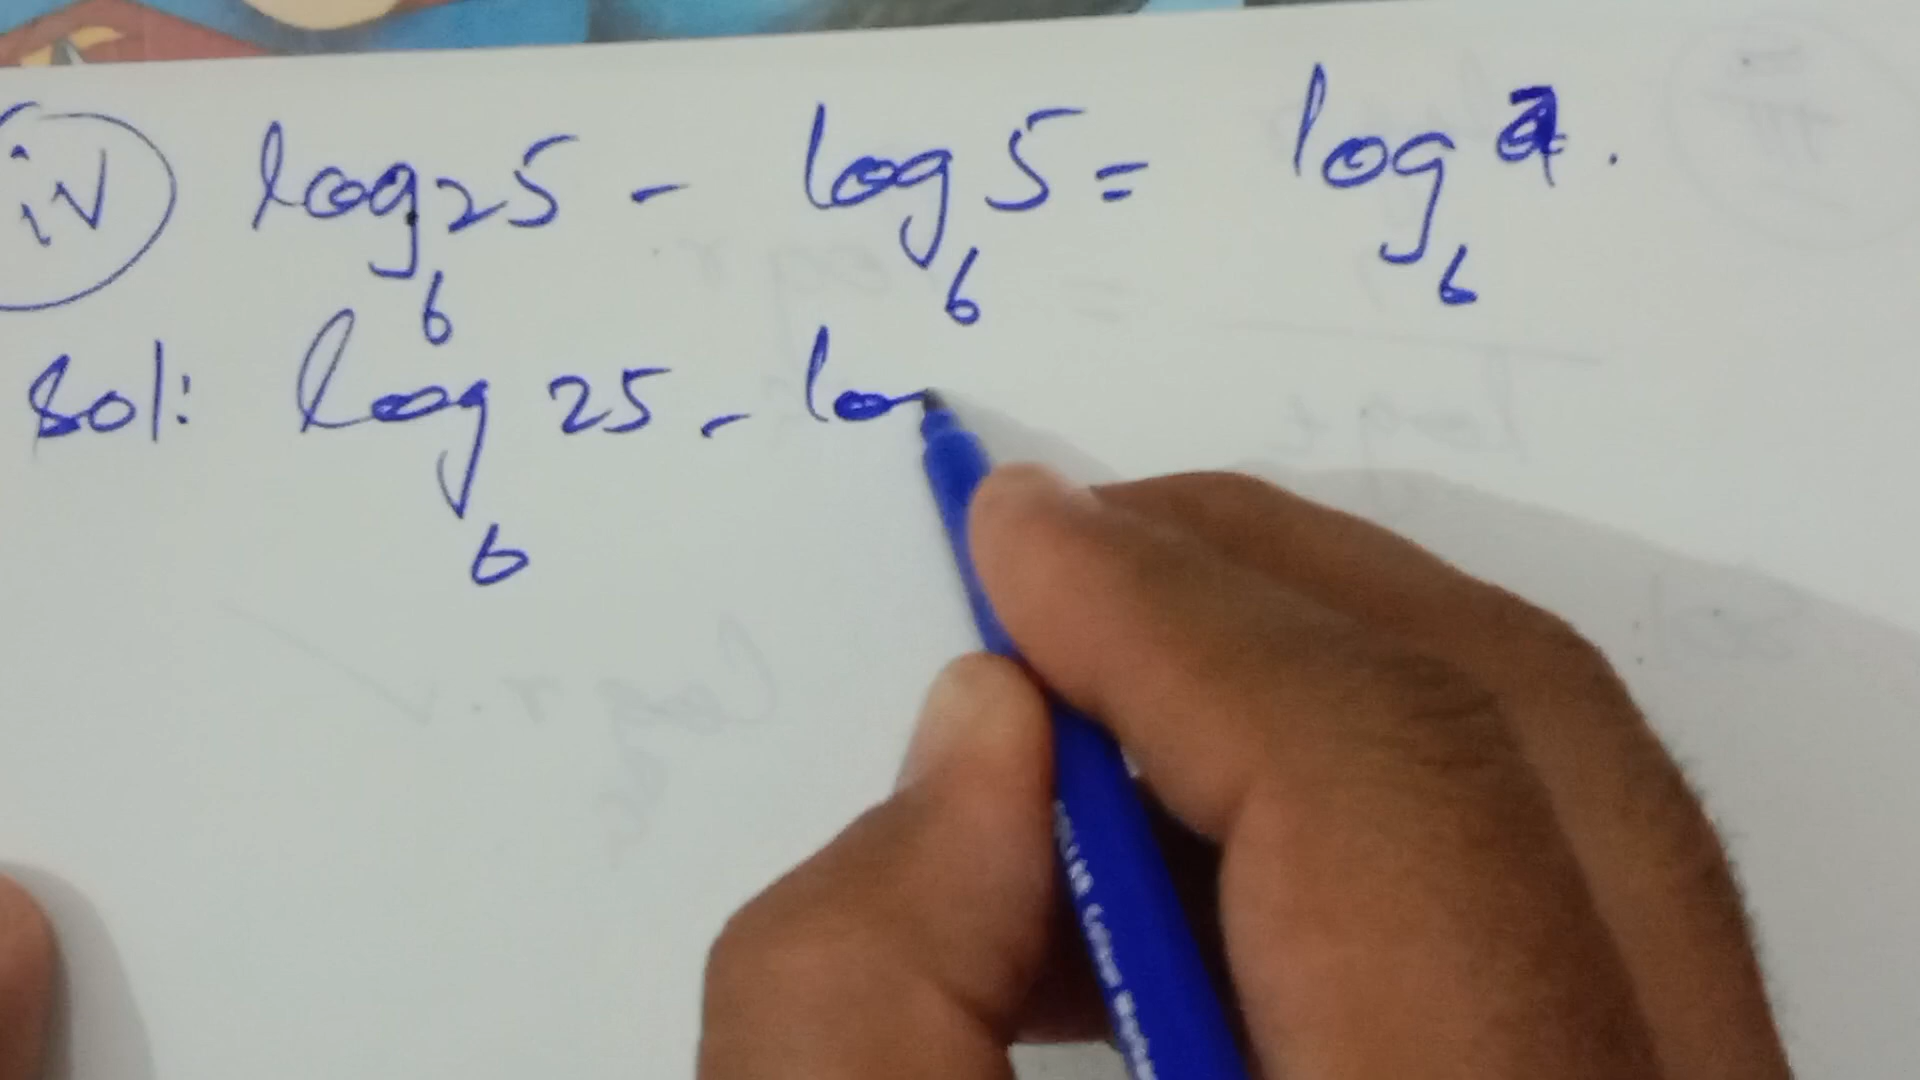 iv log₆25 - log₆5 = log₆a.
Sol: log₆25 - lo